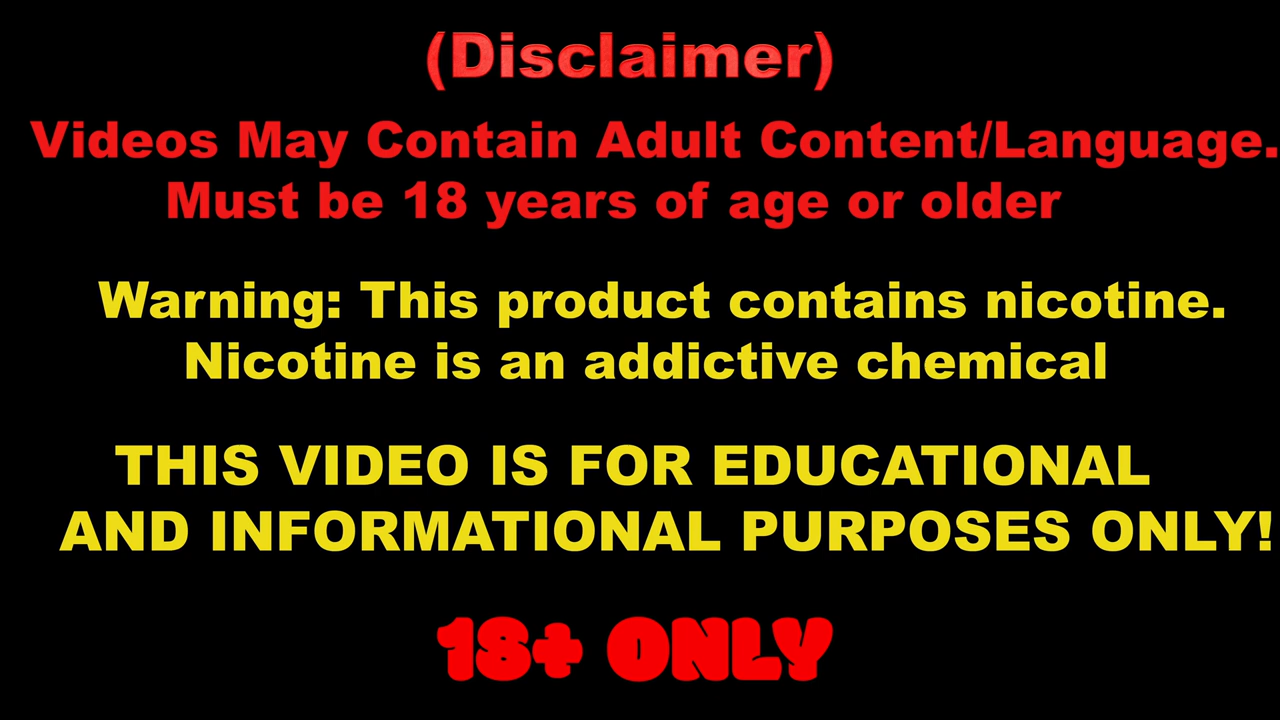 (Disclaimer)
Videos May Contain Adult Content/Language.
Must be 18 years of age or older
Warning: This product contains nicotine.
Nicotine is an addictive chemical
THIS VIDEO IS FOR EDUCATIONAL
AND INFORMATIONAL PURPOSES ONLY!
18+ ONLY